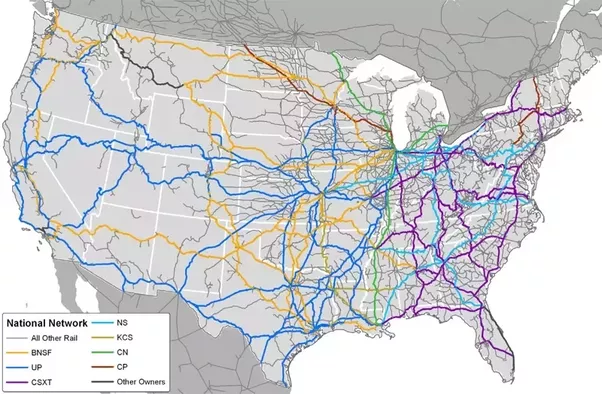 National Network
All Other Rail
BNSF
UP
CSXT
NS
KCS
CN
CP
Other Owners